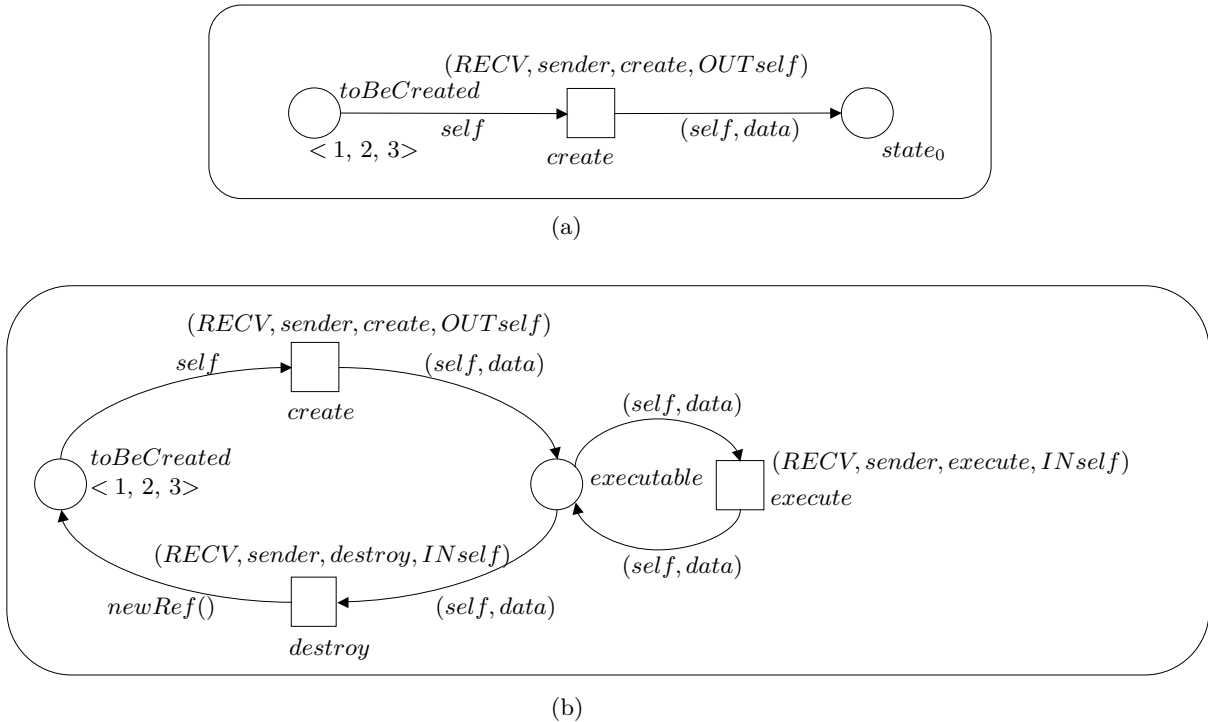 (RECV, sender, create, OUTself)
toBeCreated
self
(self, data)
< 1, 2, 3>
create
state₀
(a)
(RECV, sender, create, OUTself)
self
(self, data)
create
(self, data)
toBeCreated
< 1, 2, 3>
executable
(RECV, sender, execute, INself)
execute
(RECV, sender, destroy, INself)
(self, data)
newRef()
(self, data)
destroy
(b)